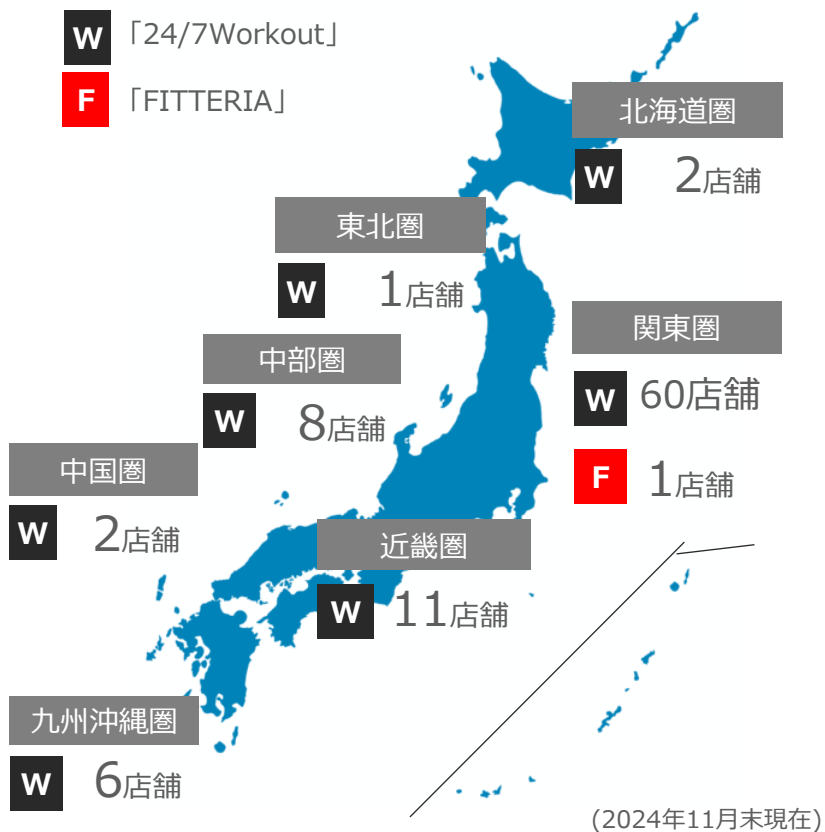 W 「24/7Workout」
F 「FITTERIA」
北海道圏
W 2店舗
東北圏
W 1店舗
関東圏
W 60店舗
F 1店舗
中部圏
W 8店舗
中国圏
W 2店舗
近畿圏
W 11店舗
九州沖縄圏
W 6店舗
(2024年11月末現在)